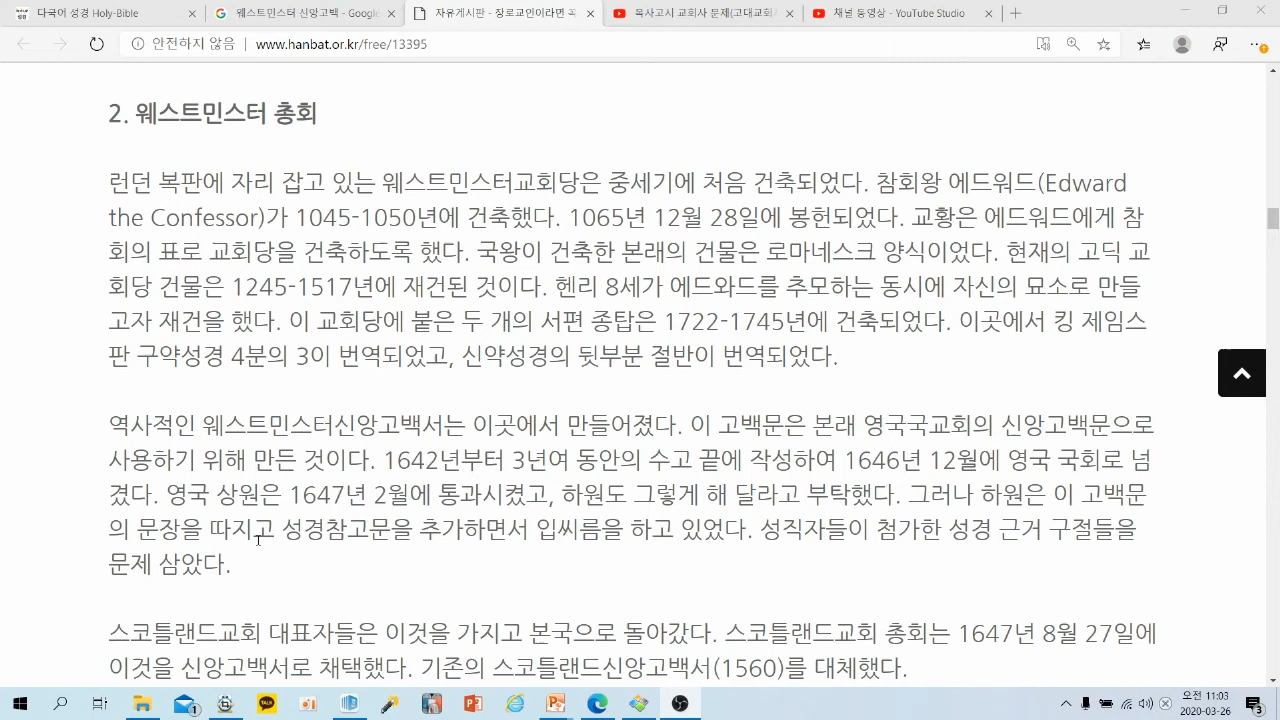 다국어 성경 Holy-Bible
웨스트민스터 신앙고백 - Google
자유게시판 - 장로교인이라면 꼭
목사고시 교회사 문제(고대교회
채널 동영상 - YouTube Studio
안전하지 않음 | www.hanbat.or.kr/free/13395
2. 웨스트민스터 총회
런던 복판에 자리 잡고 있는 웨스트민스터교회당은 중세기에 처음 건축되었다. 참회왕 에드워드(Edward
the Confessor)가 1045-1050년에 건축했다. 1065년 12월 28일에 봉헌되었다. 교황은 에드워드에게 참
회의 표로 교회당을 건축하도록 했다. 국왕이 건축한 본래의 건물은 로마네스크 양식이었다. 현재의 고딕 교
회당 건물은 1245-1517년에 재건된 것이다. 헨리 8세가 에드와드를 추모하는 동시에 자신의 묘소로 만들
고자 재건을 했다. 이 교회당에 붙은 두 개의 서편 종탑은 1722-1745년에 건축되었다. 이곳에서 킹 제임스
판 구약성경 4분의 3이 번역되었고, 신약성경의 뒷부분 절반이 번역되었다.
역사적인 웨스트민스터신앙고백서는 이곳에서 만들어졌다. 이 고백문은 본래 영국국교회의 신앙고백문으로
사용하기 위해 만든 것이다. 1642년부터 3년여 동안의 수고 끝에 작성하여 1646년 12월에 영국 국회로 넘
겼다. 영국 상원은 1647년 2월에 통과시켰고, 하원도 그렇게 해 달라고 부탁했다. 그러나 하원은 이 고백문
의 문장을 따지고 성경참고문을 추가하면서 입씨름을 하고 있었다. 성직자들이 첨가한 성경 근거 구절들을
문제 삼았다.
스코틀랜드교회 대표자들은 이것을 가지고 본국으로 돌아갔다. 스코틀랜드교회 총회는 1647년 8월 27일에
이것을 신앙고백서로 채택했다. 기존의 스코틀랜드신앙고백서(1560)를 대체했다.
오전 11:03
2020-03-26